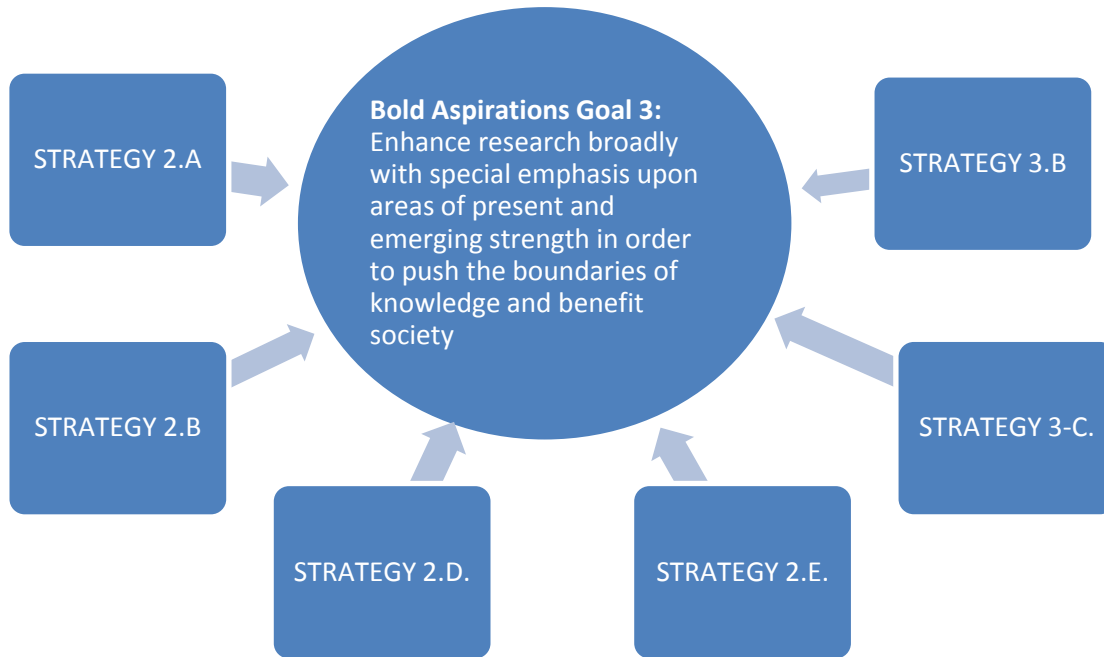 Bold Aspirations Goal 3:
Enhance research broadly
with special emphasis upon
areas of present and
emerging strength in order
to push the boundaries of
knowledge and benefit
society
STRATEGY 2.A
STRATEGY 3.B
STRATEGY 2.B
STRATEGY 3-C.
STRATEGY 2.D.
STRATEGY 2.E.